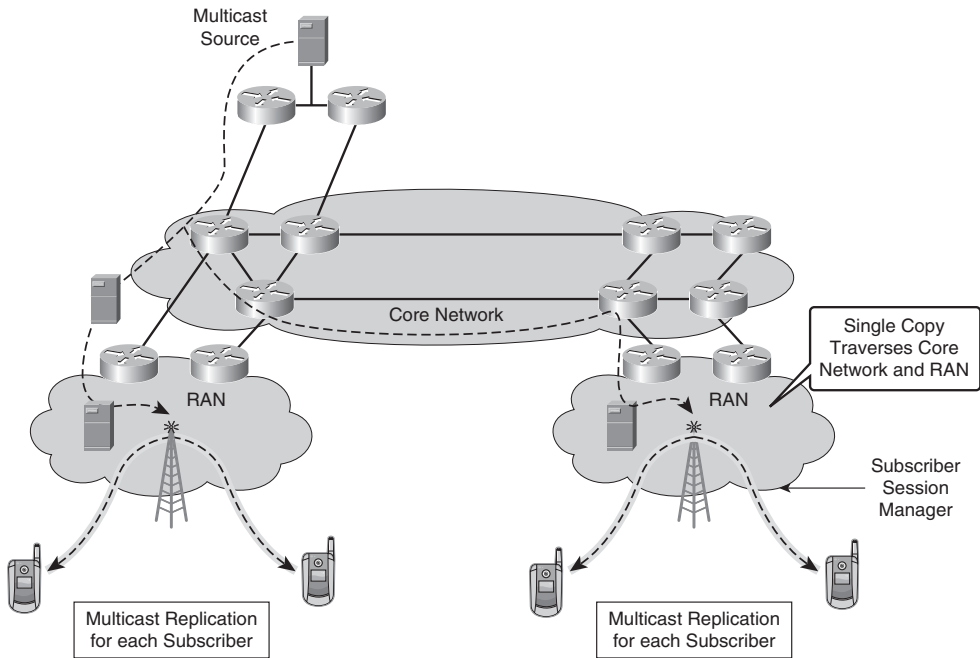 Multicast
Source
Core Network
Single Copy
Traverses Core
Network and RAN
RAN
RAN
Subscriber
Session
Manager
Multicast Replication
for each Subscriber
Multicast Replication
for each Subscriber